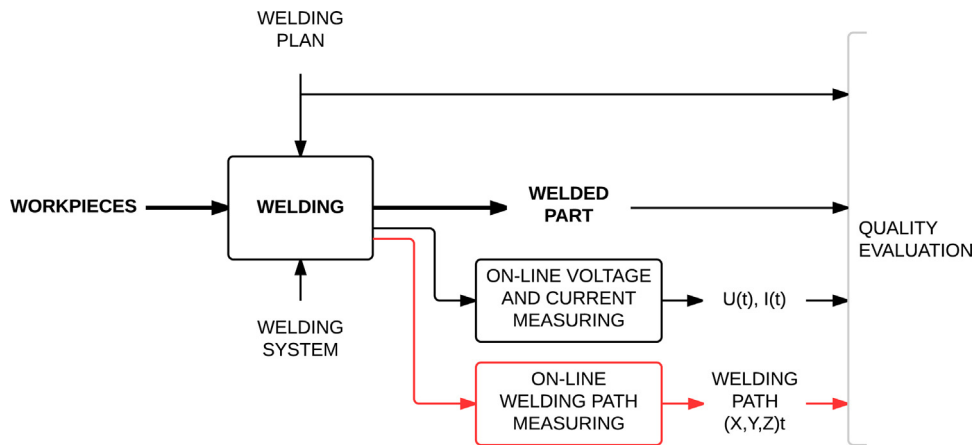 WELDING
PLAN
WORKPIECES
WELDING
WELDED
PART
QUALITY
EVALUATION
ON-LINE VOLTAGE
AND CURRENT
MEASURING
U(t), I(t)
WELDING
SYSTEM
ON-LINE
WELDING PATH
MEASURING
WELDING
PATH
(X,Y,Z)t